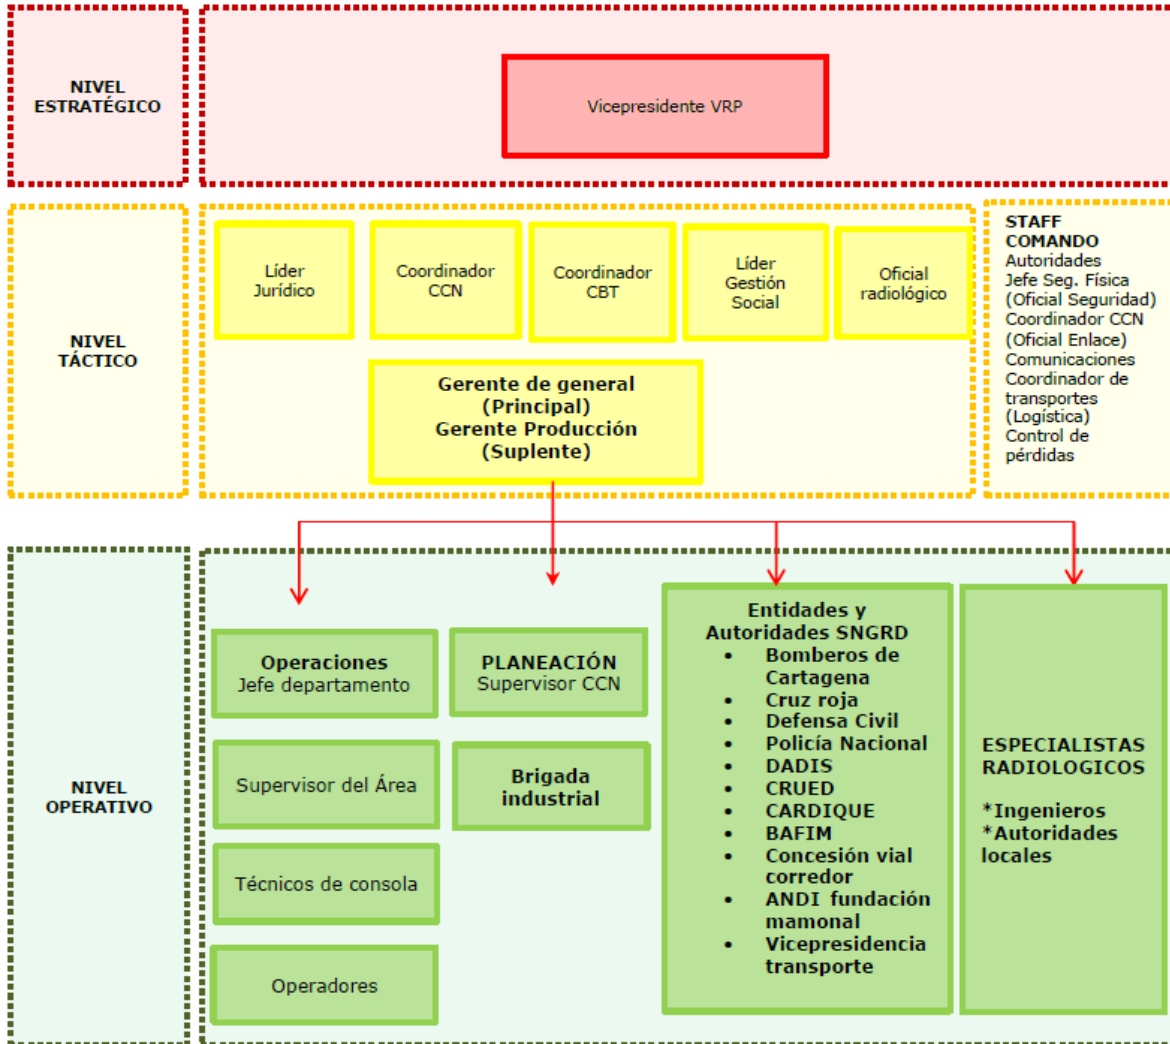 NIVEL
ESTRATÉGICO
Vicepresidente VRP
NIVEL
TÁCTICO
Líder
Jurídico
Coordinador
CCN
Coordinador
CBT
Líder
Gestión
Social
Oficial
radiológico
Gerente de general
(Principal)
Gerente Producción
(Suplente)
STAFF
COMANDO
Autoridades
Jefe Seg. Física
(Oficial Seguridad)
Coordinador CCN
(Oficial Enlace)
Comunicaciones
Coordinador de
transportes
(Logística)
Control de
pérdidas
NIVEL
OPERATIVO
Operaciones
Jefe departamento
Supervisor del Área
Técnicos de consola
Operadores
PLANEACIÓN
Supervisor CCN
Brigada
industrial
Entidades y
Autoridades SNGRD
• Bomberos de
Cartagena
• Cruz roja
• Defensa Civil
• Policía Nacional
• DADIS
• CRUED
• CARDIQUE
• BAFIM
• Concesión vial
corredor
• ANDI fundación
mamonal
• Vicepresidencia
transporte
ESPECIALISTAS
RADIOLOGICOS
*Ingenieros
*Autoridades
locales